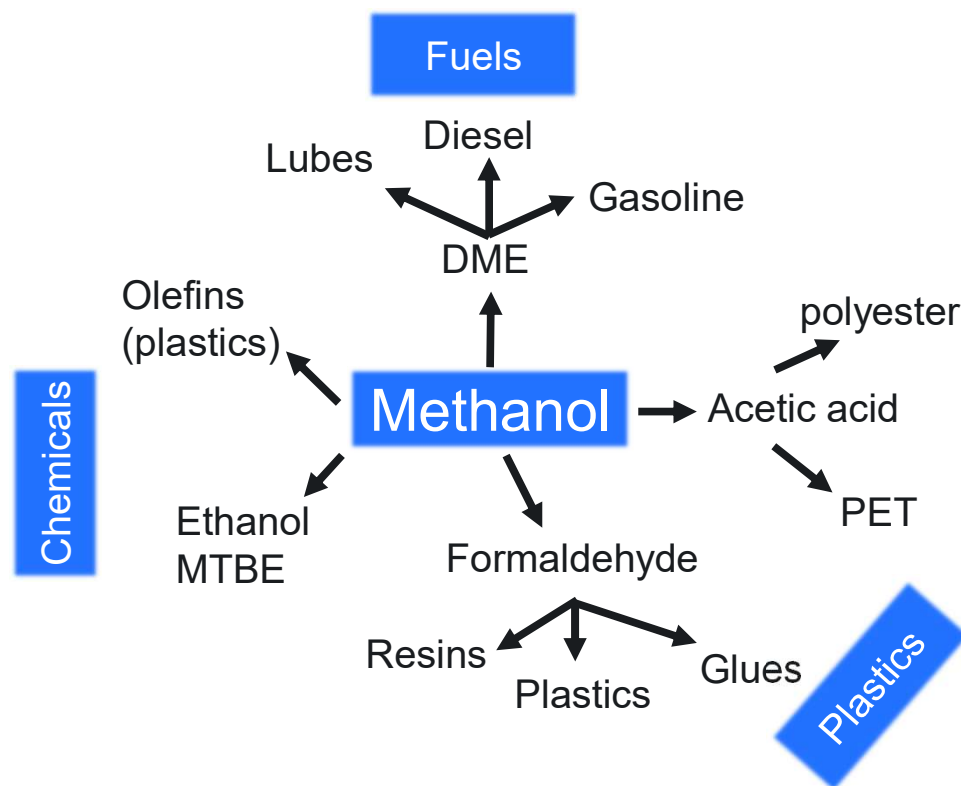 Fuels
Diesel
Lubes
Gasoline
DME
Olefins
(plastics)
polyester
Chemicals
Methanol
Acetic acid
Ethanol
MTBE
PET
Formaldehyde
Resins
Plastics
Glues
Plastics